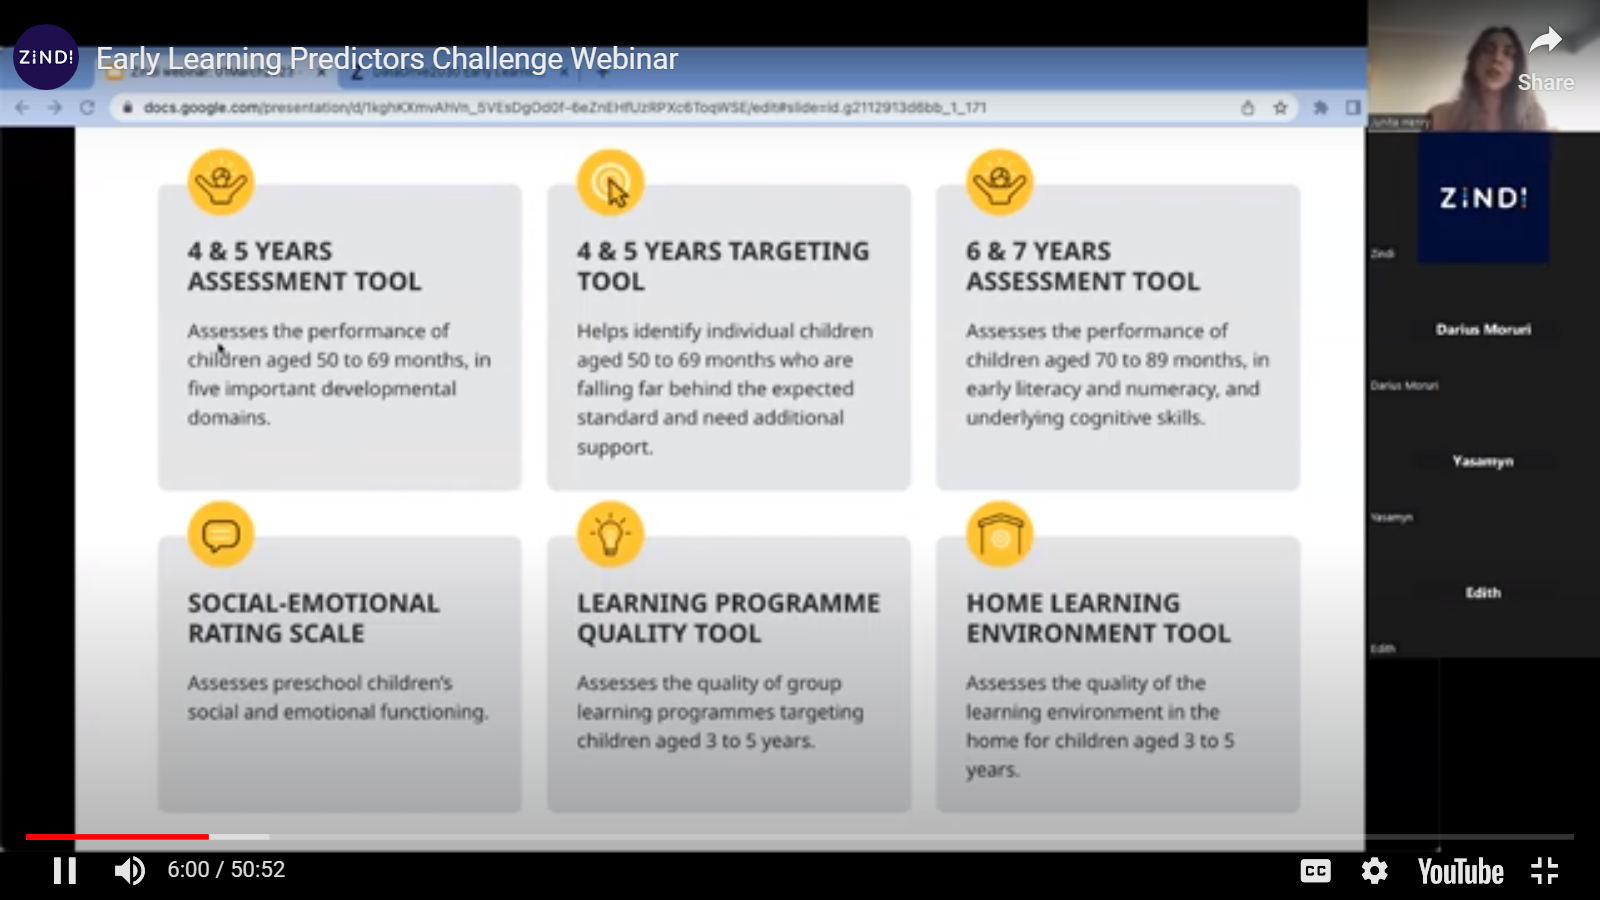 ZiNDI
Early Learning Predictors Challenge Webinar
Share
docs.google.com/presentation/d/1kghKXmvAhVn_5VEsDgOd0f-6eZnEHfUzRPXc6ToqWSE/edit#slide=id.g2112913d6bb_1_171
4 & 5 YEARS
ASSESSMENT TOOL
Assesses the performance of
children aged 50 to 69 months, in
five important developmental
domains.
4 & 5 YEARS TARGETING
TOOL
Helps identify individual children
aged 50 to 69 months who are
falling far behind the expected
standard and need additional
support.
6 & 7 YEARS
ASSESSMENT TOOL
Assesses the performance of
children aged 70 to 89 months, in
early literacy and numeracy, and
underlying cognitive skills.
SOCIAL-EMOTIONAL
RATING SCALE
Assesses preschool children's
social and emotional functioning.
LEARNING PROGRAMME
QUALITY TOOL
Assesses the quality of group
learning programmes targeting
children aged 3 to 5 years.
HOME LEARNING
ENVIRONMENT TOOL
Assesses the quality of the
learning environment in the
home for children aged 3 to 5
years.
ZiNDI
Zindi
Darius Moruri
Darius Moruri
Yasamyn
Yasamyn
Edith
Edith
6:00 / 50:52
CC
YouTube